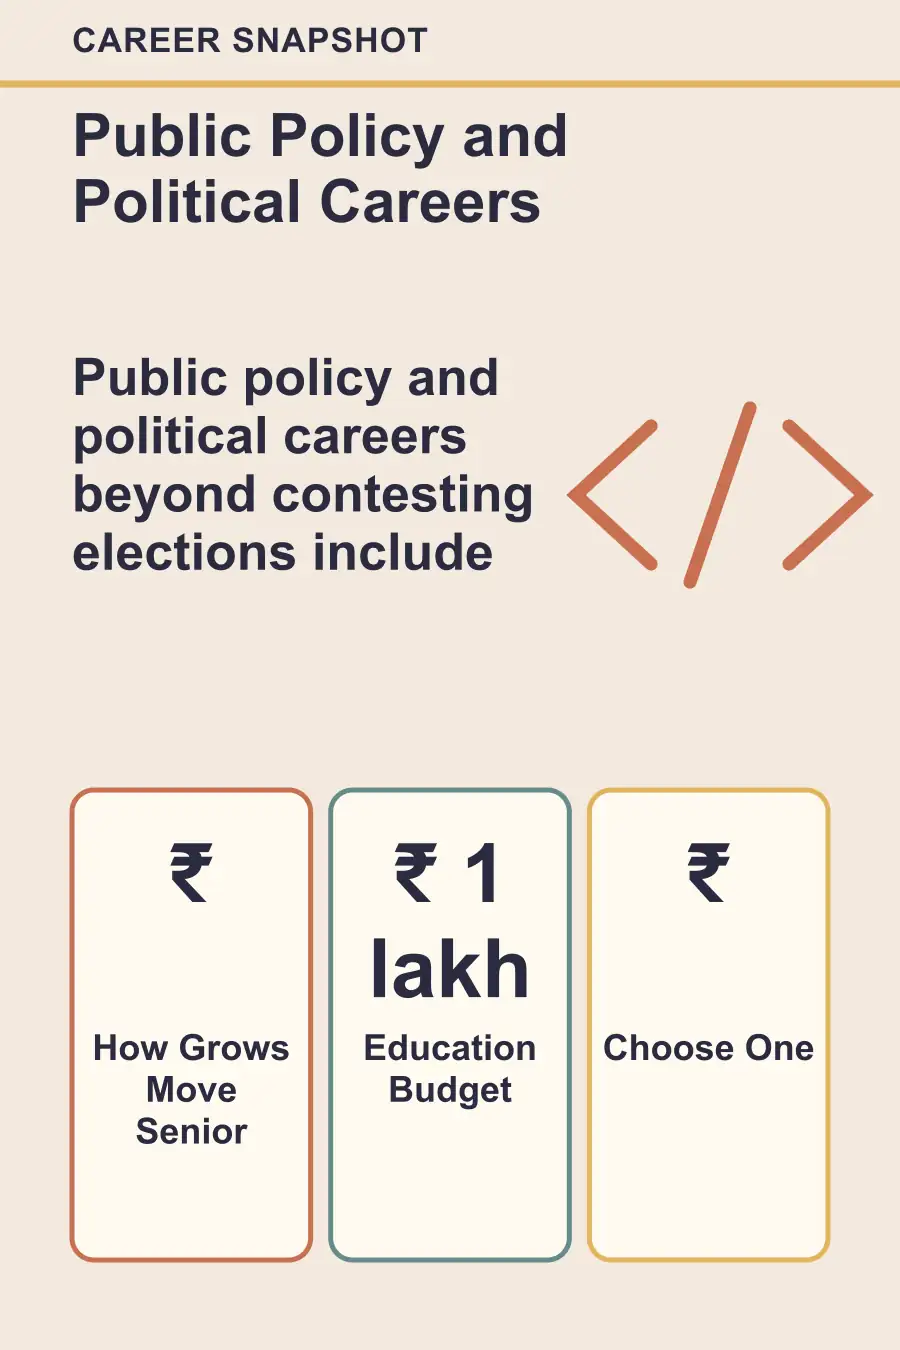 CAREER SNAPSHOT
Public Policy and
Political Careers
Public policy and
political careers
beyond contesting
elections include
</>
₹
How Grows
Move
Senior
₹ 1
lakh
Education
Budget
₹
Choose One